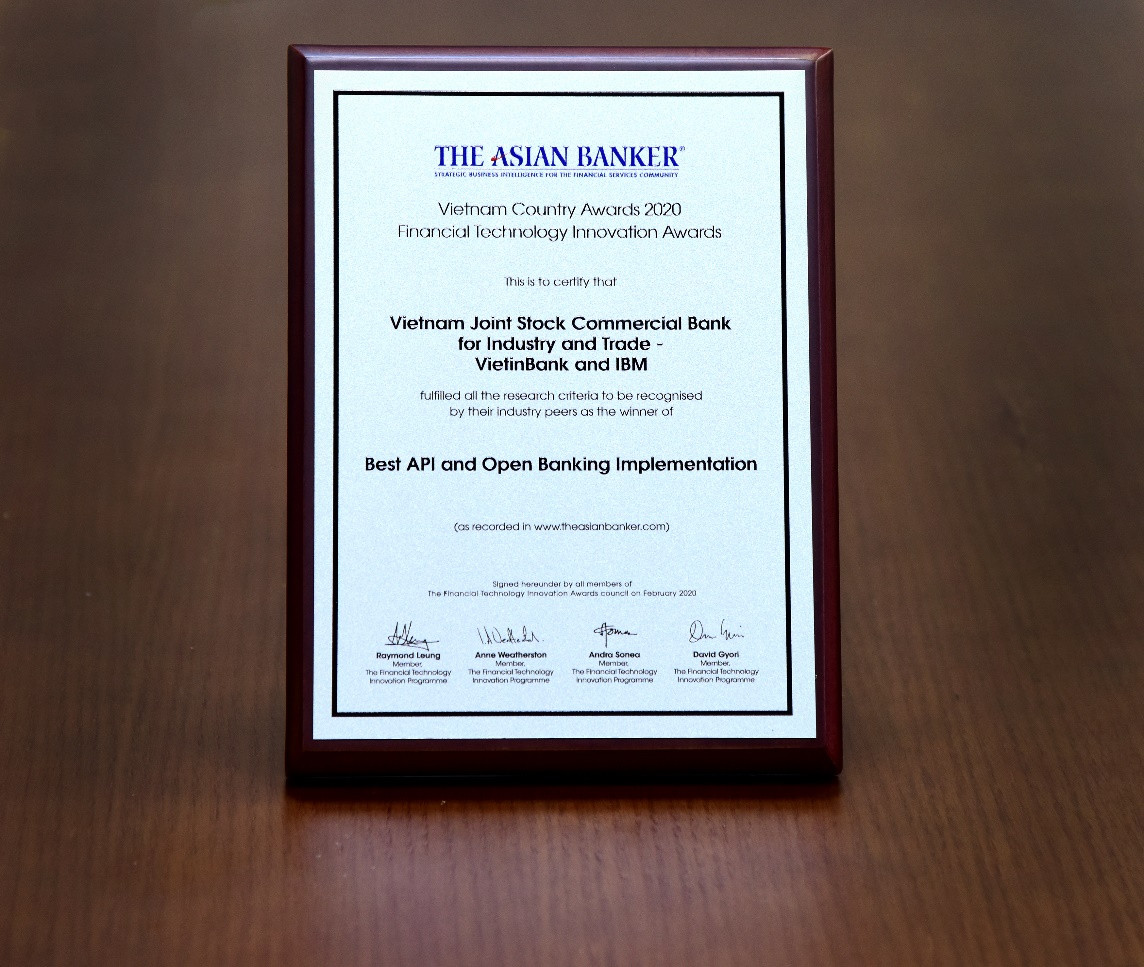 THE ASIAN BANKER®
STRATEGIC BUSINESS INTELLIGENCE FOR THE FINANCIAL SERVICES COMMUNITY
Vietnam Country Awards 2020
Financial Technology Innovation Awards
This is to certify that
Vietnam Joint Stock Commercial Bank
for Industry and Trade -
VietinBank and IBM
fulfilled all the research criteria to be recognised
by their industry peers as the winner of
Best API and Open Banking Implementation
(as recorded in www.theasianbanker.com)
Signed hereunder by all members of
The Financial Technology Innovation Awards council on February 2020
Raymond Leung
Member,
The Financial Technology
Innovation Programme
Anne Weatherston
Member,
The Financial Technology
Innovation Programme
Andra Sonea
Member,
The Financial Technology
Innovation Programme
David Gyori
Member,
The Financial Technology
Innovation Programme